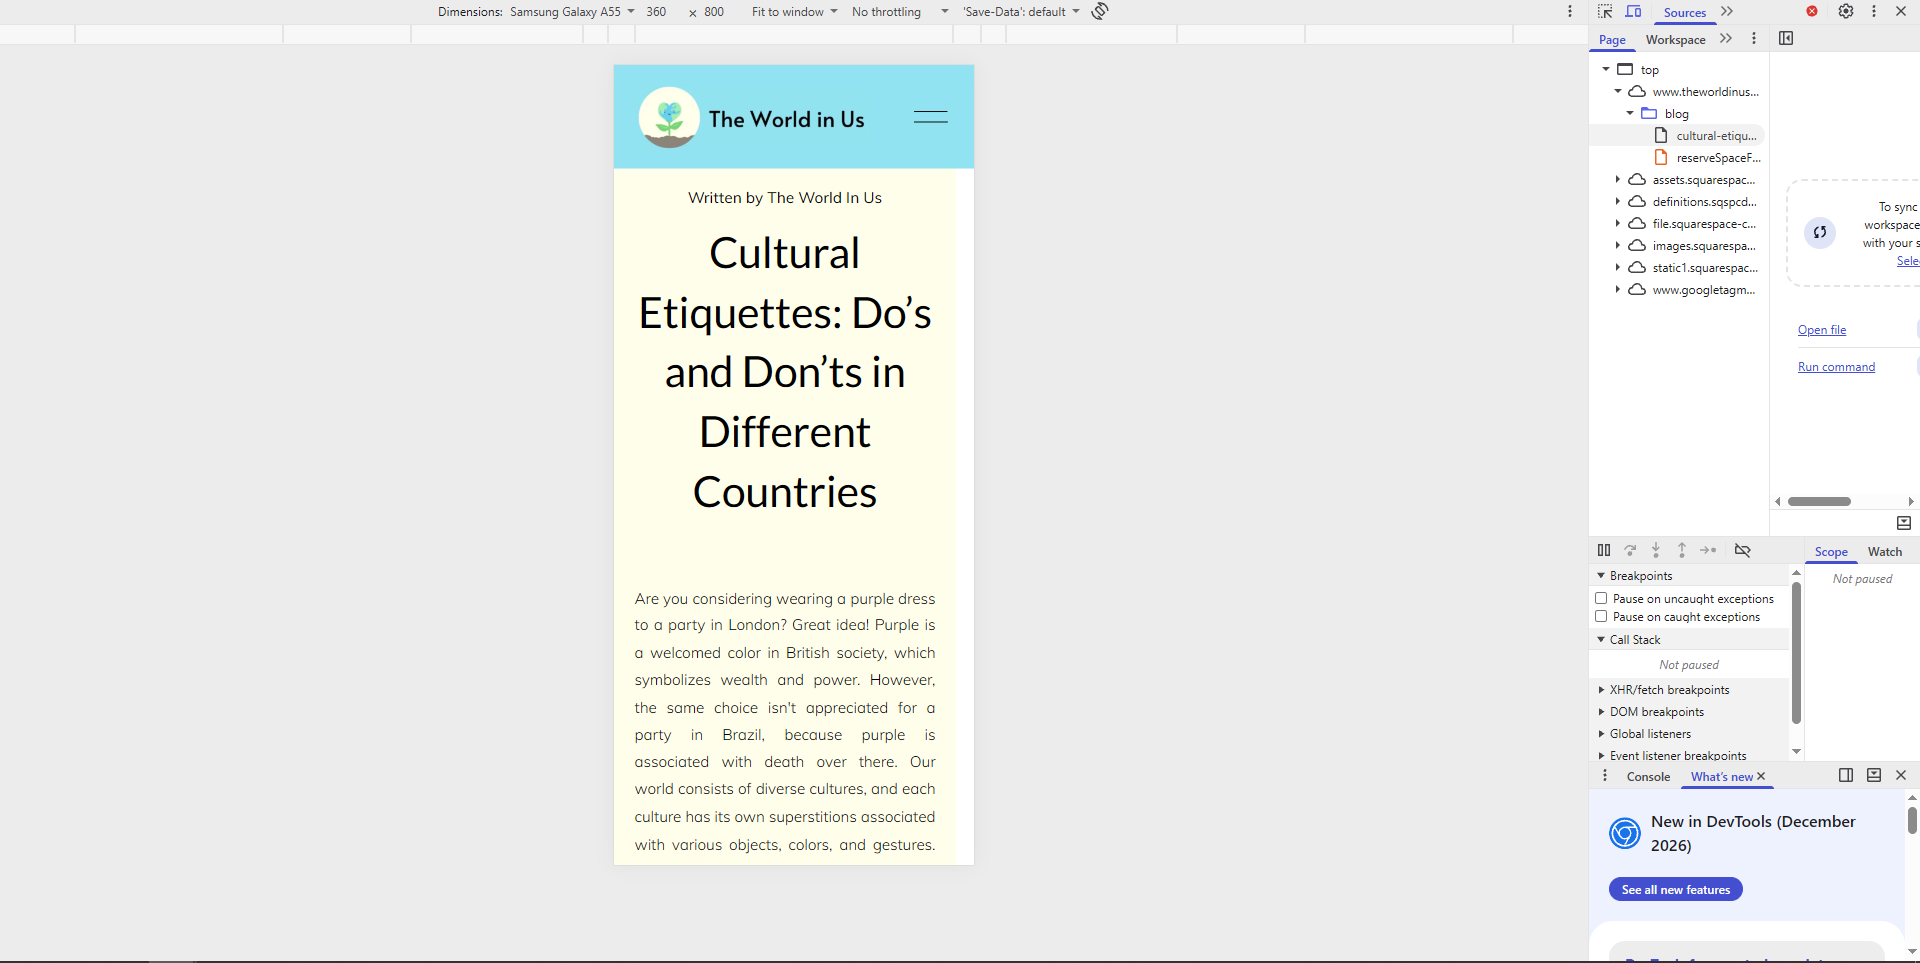 Dimensions: Samsung Galaxy A55 360 × 800 Fit to window No throttling 'Save-Data': default
Sources
Page Workspace
top
www.theworldinus...
blog
cultural-etiqu...
reserveSpaceF...
assets.squarespac...
definitions.sqspcd...
file.squarespace-c...
images.squarespa...
static1.squarespac...
www.googletagm...
To sync
workspace
with your s
Sele
Open file
Run command
The World in Us
Written by The World In Us
Cultural
Etiquettes: Do’s
and Don’ts in
Different
Countries
Are you considering wearing a purple dress
to a party in London? Great idea! Purple is
a welcomed color in British society, which
symbolizes wealth and power. However,
the same choice isn't appreciated for a
party in Brazil, because purple is
associated with death over there. Our
world consists of diverse cultures, and each
culture has its own superstitions associated
with various objects, colors, and gestures.
Scope Watch
Not paused
Breakpoints
Pause on uncaught exceptions
Pause on caught exceptions
Call Stack
Not paused
XHR/fetch breakpoints
DOM breakpoints
Global listeners
Event listener breakpoints
Console What's new
New in DevTools (December
2026)
See all new features